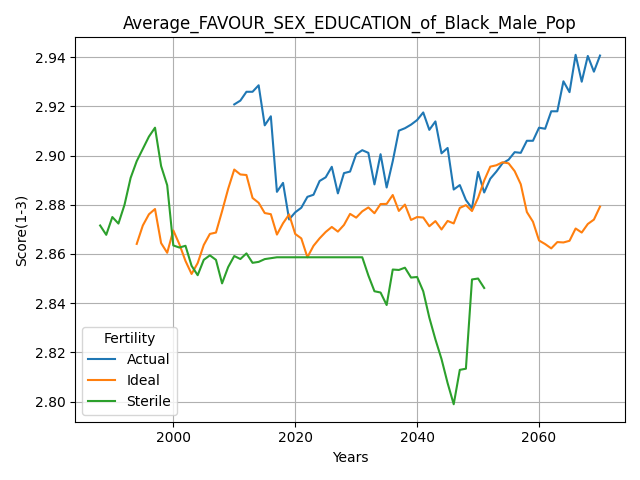 Average_FAVOUR_SEX_EDUCATION_of_Black_Male_Pop
Score(1-3)
2.94
2.92
2.90
2.88
2.86
2.84
2.82
2.80
Fertility
Actual
Ideal
Sterile
2000
2020
2040
2060
Years